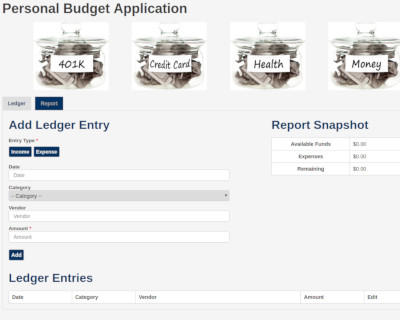 Personal Budget Application
401K Credit Card Health Money
Ledger Report
Add Ledger Entry
Entry Type *
Income Expense
Date
Date
Category
-- Category --
Vendor
Vendor
Amount *
Amount
Add
Report Snapshot
Available Funds $0.00
Expenses $0.00
Remaining $0.00
Ledger Entries
Date Category Vendor Amount Edit